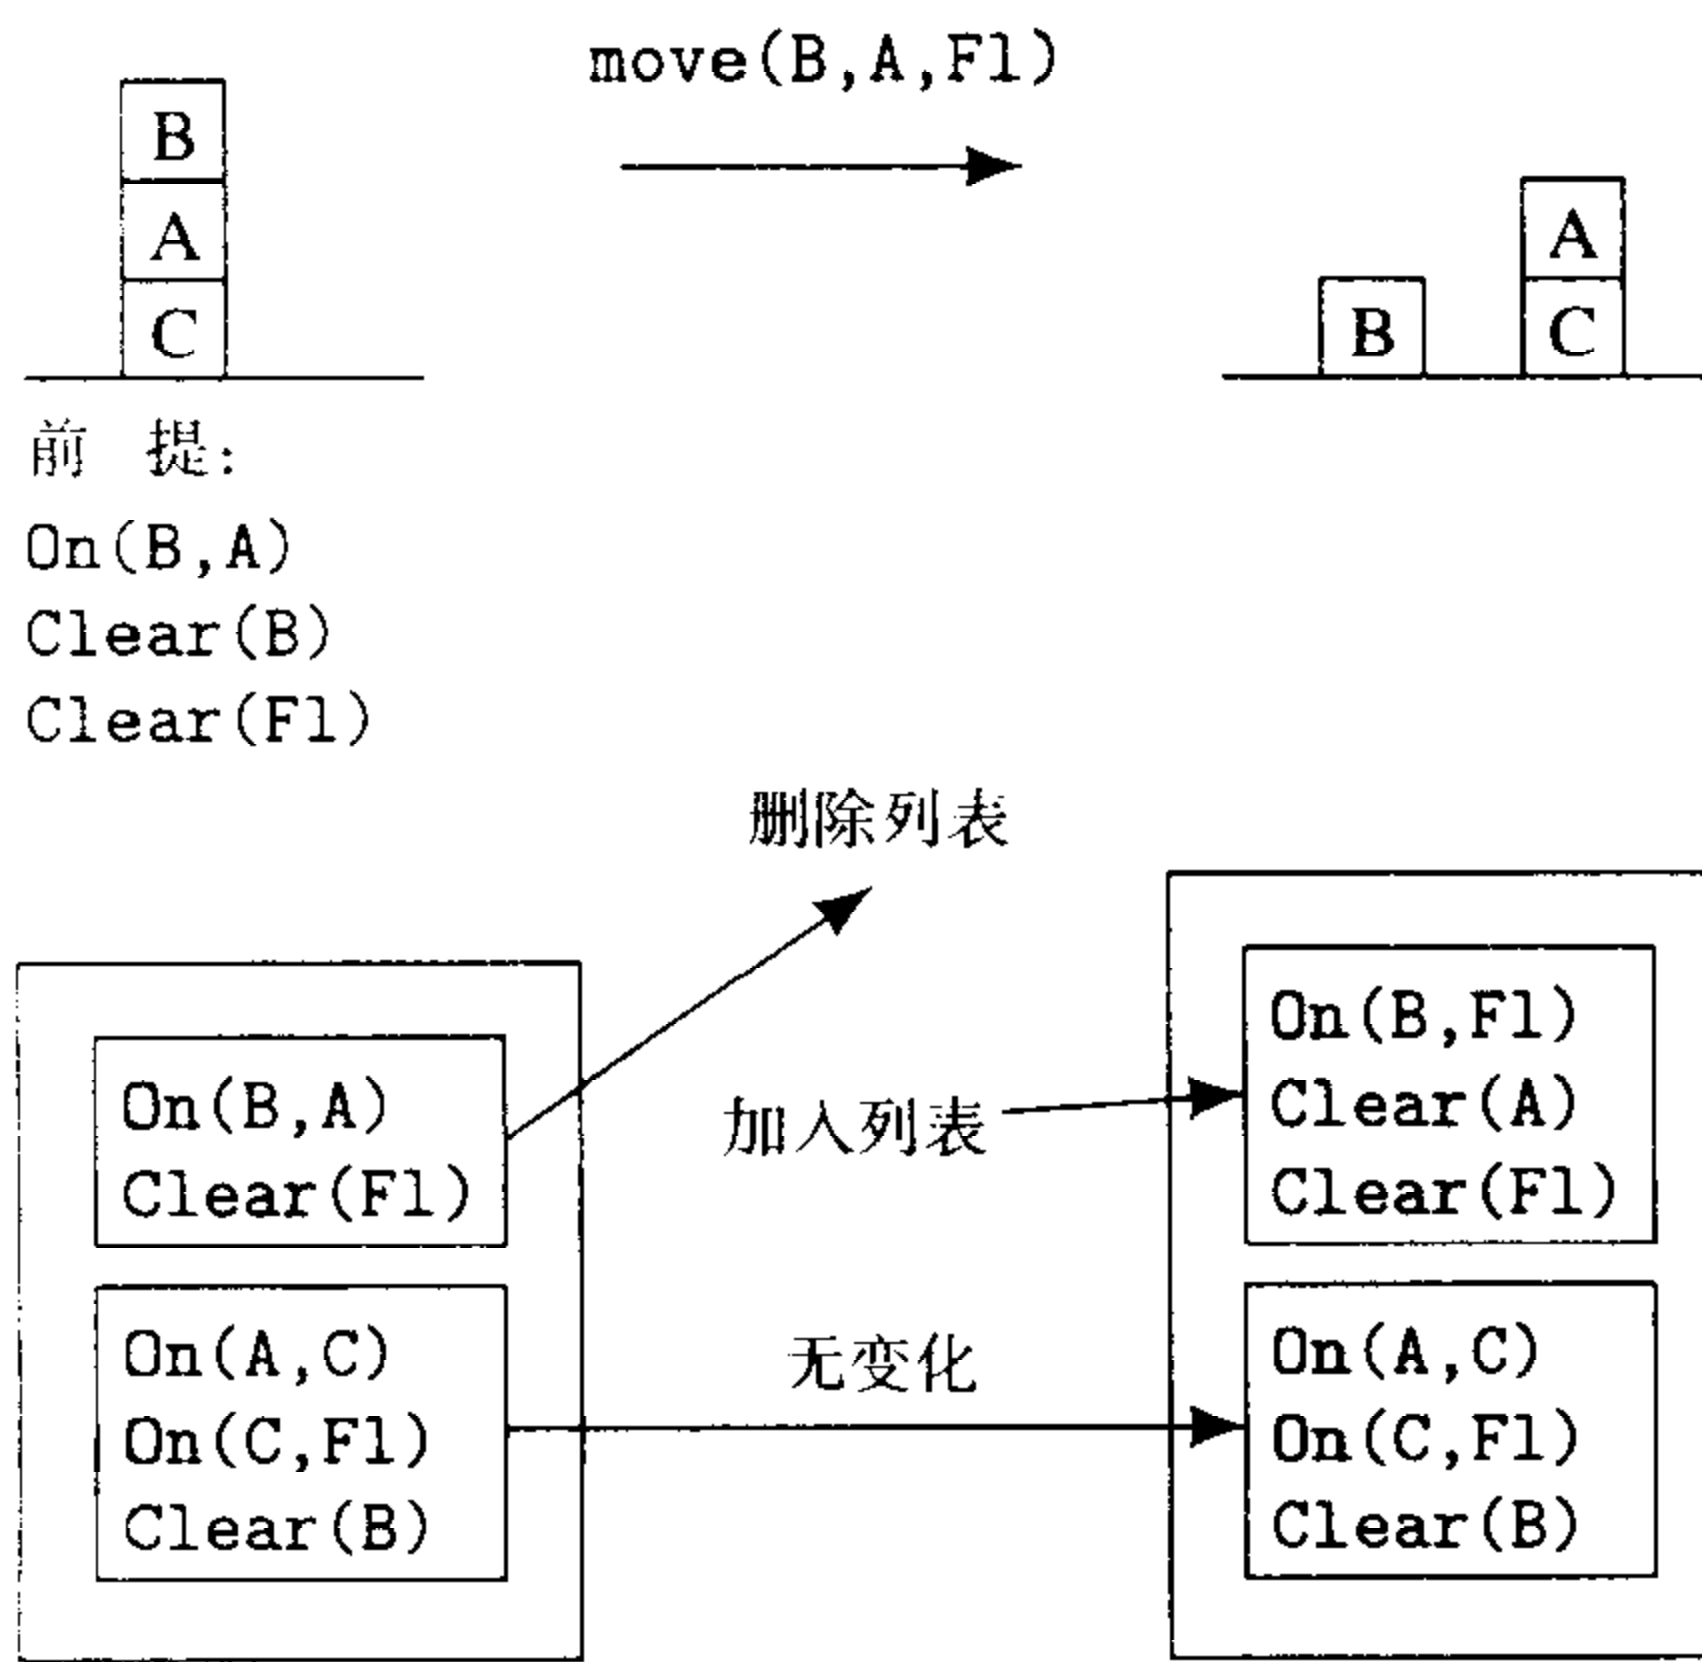 move(B,A,Fl)
B
A
C
A
B
C
前 提:
On(B,A)
Clear(B)
Clear(Fl)
删除列表
On(B,A)
Clear(Fl)
On(A,C)
On(C,Fl)
Clear(B)
加入列表
无变化
On(B,Fl)
Clear(A)
Clear(Fl)
On(A,C)
On(C,Fl)
Clear(B)